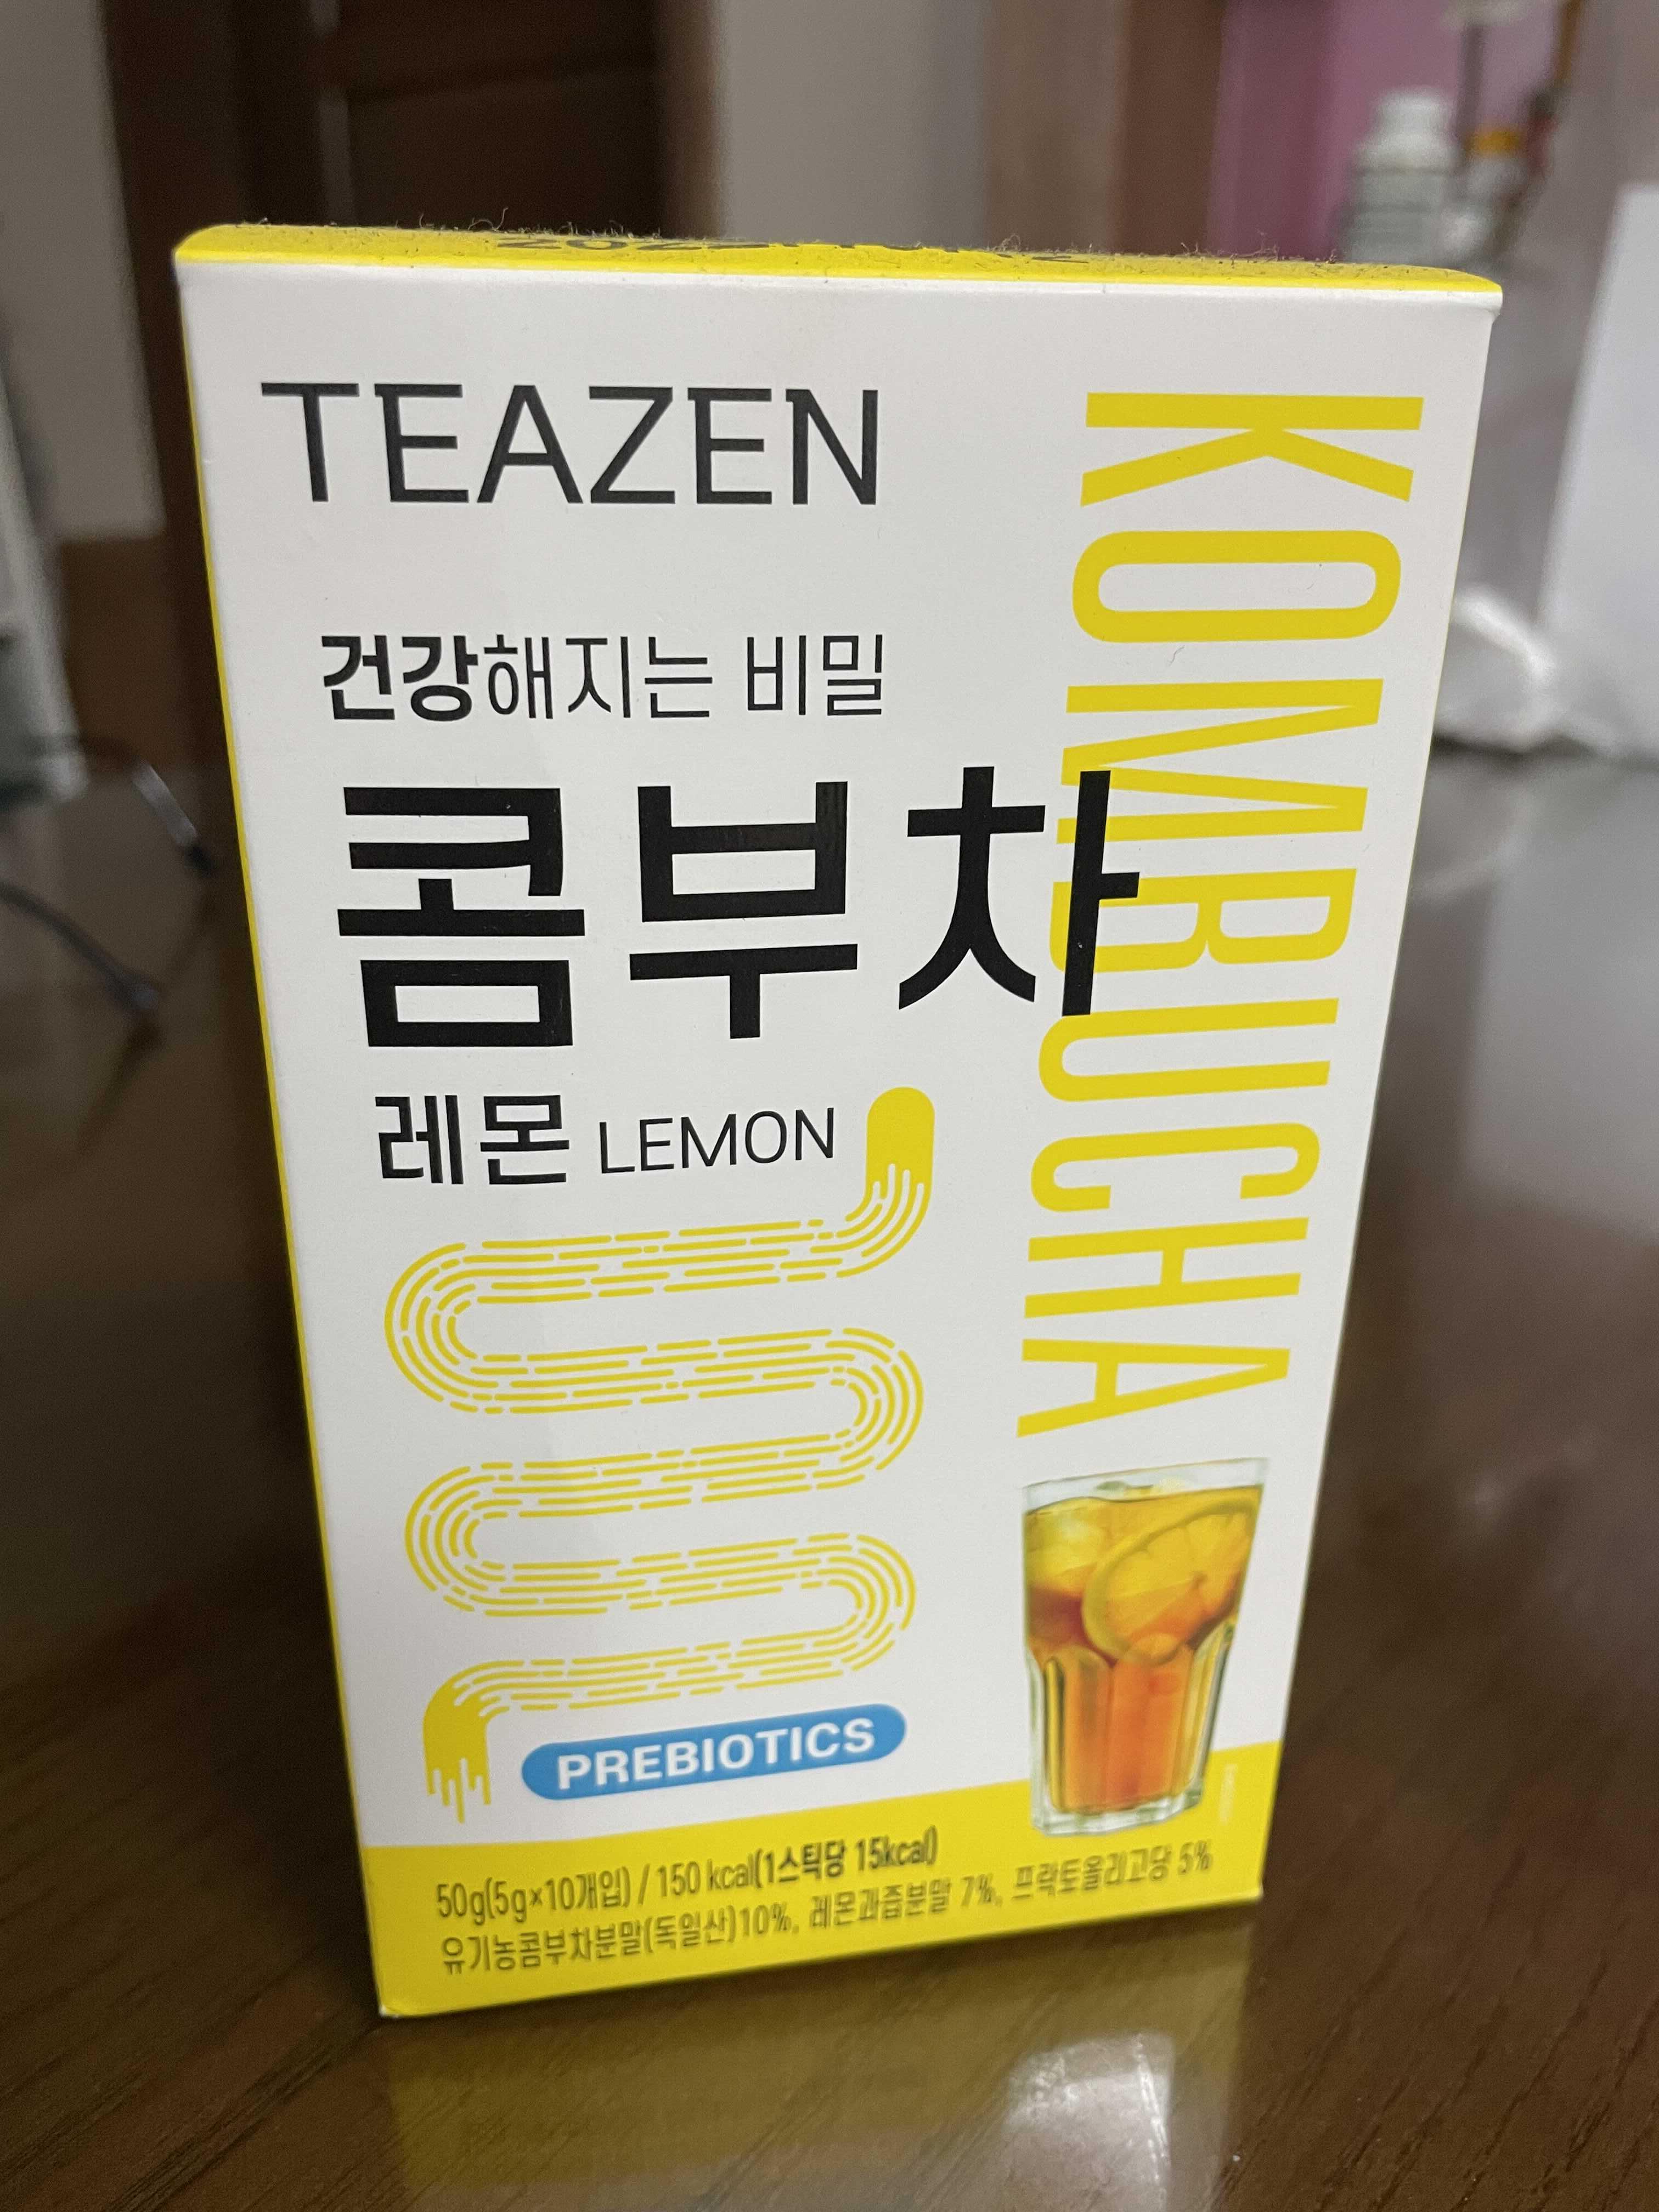 TEAZEN
건강해지는 비밀
콤부차
레몬 LEMON
KOMBUCHA
PREBIOTICS
50g(5g×10개입) / 150 kcal(1스틱당 15kcal)
유기농콤부차분말(독일산)10%, 레몬과즙분말 7%, 프락토올리고당 5%